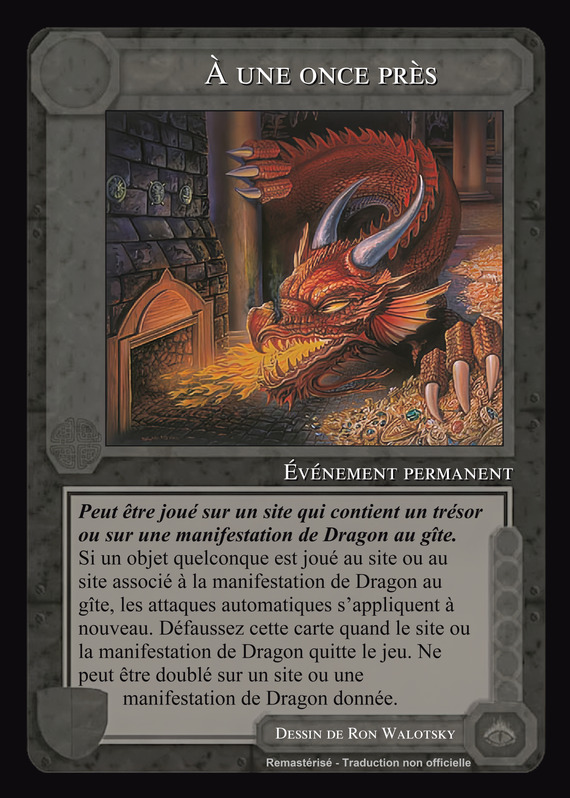 À une once près
Événement permanent
Peut être joué sur un site qui contient un trésor
ou sur une manifestation de Dragon au gîte.
Si un objet quelconque est joué au site ou au
site associé à la manifestation de Dragon au
gîte, les attaques automatiques s’appliquent à
nouveau. Défaussez cette carte quand le site ou
la manifestation de Dragon quitte le jeu. Ne
peut être doublé sur un site ou une
manifestation de Dragon donnée.
Dessin de Ron Walotsky
Remastérisé - Traduction non officielle